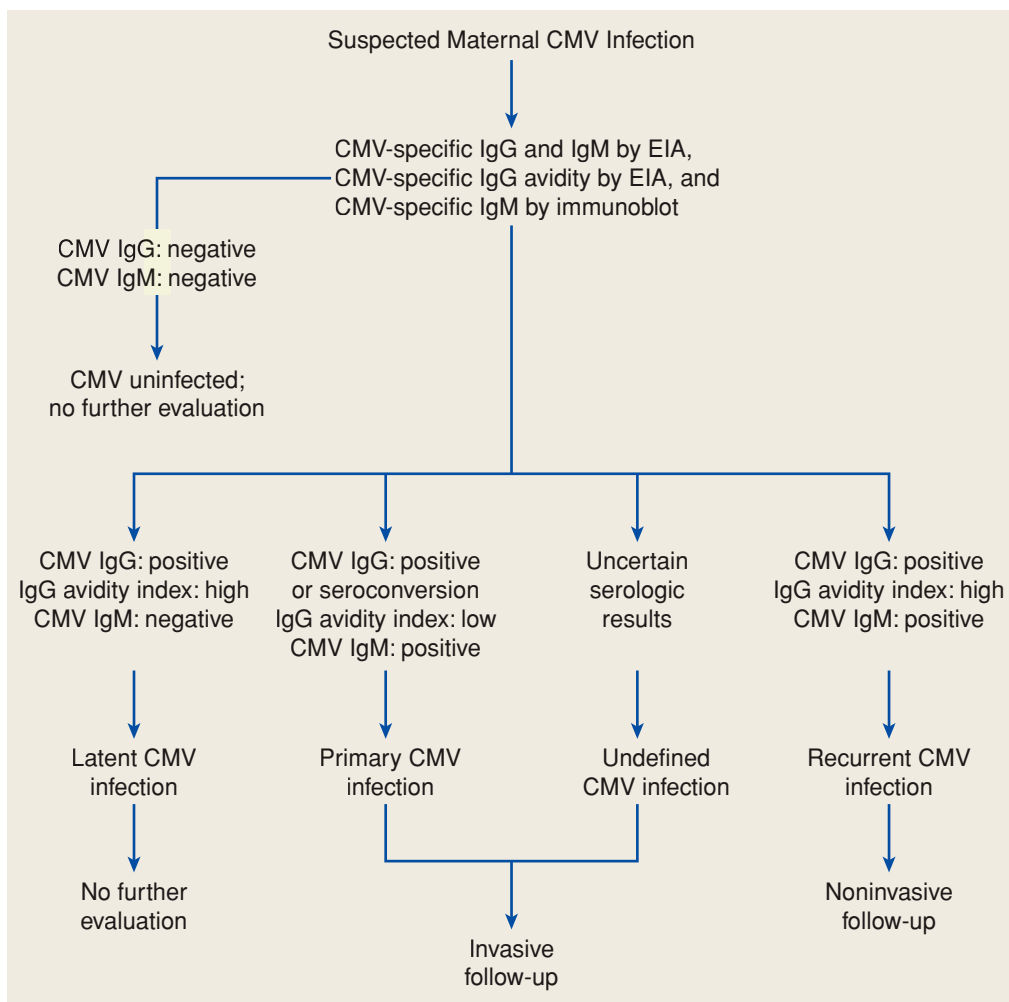 Suspected Maternal CMV Infection
CMV-specific IgG and IgM by EIA,
CMV-specific IgG avidity by EIA, and
CMV-specific IgM by immunoblot
CMV IgG: negative
CMV IgM: negative
CMV uninfected;
no further evaluation
CMV IgG: positive
IgG avidity index: high
CMV IgM: negative
CMV IgG: positive
or seroconversion
IgG avidity index: low
CMV IgM: positive
Uncertain
serologic
results
CMV IgG: positive
IgG avidity index: high
CMV IgM: positive
Latent CMV
infection
Primary CMV
infection
Undefined
CMV infection
Recurrent CMV
infection
No further
evaluation
Invasive
follow-up
Noninvasive
follow-up